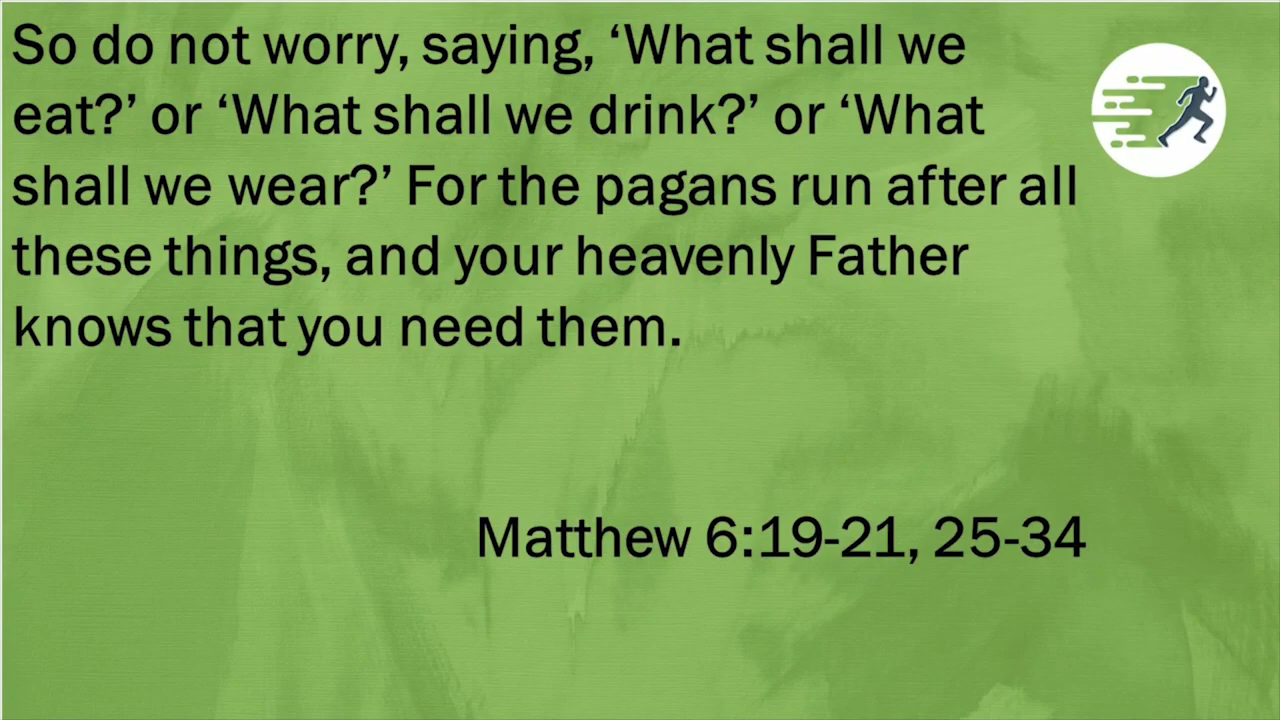 So do not worry, saying, ‘What shall we
eat?’ or ‘What shall we drink?’ or ‘What
shall we wear?’ For the pagans run after all
these things, and your heavenly Father
knows that you need them.
Matthew 6:19-21, 25-34